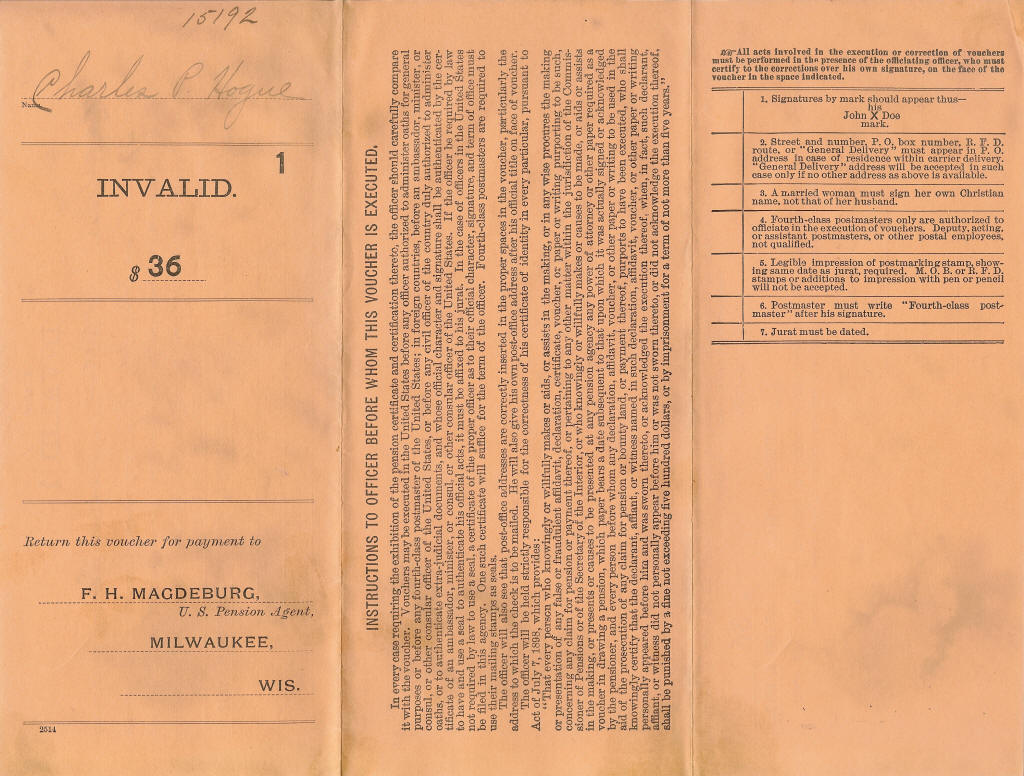 15192
Name,
Charles P. Hogue
1
INVALID.
$ 36
Return this voucher for payment to
F. H. MAGDEBURG,
U. S. Pension Agent,
MILWAUKEE,
WIS.
2514
INSTRUCTIONS TO OFFICER BEFORE WHOM THIS VOUCHER IS EXECUTED.
In every case requiring the exhibition of the pension certificate and certification thereto, the officer should carefully compare
it with the voucher. Vouchers may be executed in the United States before any officer authorized to administer oaths for general
purposes or before any fourth-class postmaster of the United States; in foreign countries, before an ambassador, minister, or
consul, or other consular officer of the United States, or before any civil officer of the country duly authorized to administer
oaths, or to authenticate extra-judicial documents, and whose official character and signature shall be authenticated by the cer-
tificate of an ambassador, minister, or consul, or other consular officer of the United States. If the officer be required by law
to have and use a seal to authenticate his official acts, it must be affixed to his jurat. In the case of officers in the United States
not required by law to use a seal, a certificate of the proper officer as to their official character, signature, and term of office must
be filed in this agency. One such certificate will suffice for the term of the officer. Fourth-class postmasters are required to
use their mailing stamps as seals.
The officer will also see that post-office addresses are correctly inserted in the proper spaces in the voucher, particularly the
address to which the check is to be mailed. He will also give his own post-office address after his official title on face of voucher.
The officer will be held strictly responsible for the correctness of his certificate of identity in every particular, pursuant to
Act of July 7, 1898, which provides:
"That every person who knowingly or willfully makes or aids, or assists in the making, or in any wise procures the making
or presentation of any false or fraudent affidavit, declaration, certificate, voucher, or paper or writing purporting to be such,
concerning any claim for pension or payment thereof, or pertaining to any other matter within the jurisdiction of the Commis-
sioner of Pensions or of the Secretary of the Interior, or who knowingly or willfully makes or causes to be made, or aids or assists
in the making, or presents or causes to be presented at any pension agency any power of attorney or other paper required as a
voucher in drawing a pension, which paper bears a date subsequent to that upon which it was actually signed or acknowledged
by the pensioner, and every person before whom any declaration, affidavit, voucher, or other paper or writing to be used in the
aid of the prosecution of any claim for pension or bounty land, or payment thereof, purports to have been executed, who shall
knowingly certify that the declarant, affiant, or witness named in such declaration, affidavit, voucher, or other paper or writing
personally appeared before him and was sworn thereto, or acknowledged the execution thereof, when, in fact, such declarant,
affiant, or witness did not personally appear before him or was not sworn thereto, or did not acknowledge the execution thereof,
shall be punished by a fine not exceeding five hundred dollars, or by imprisonment for a term of not more than five years."
☞All acts involved in the execution or correction of vouchers
must be performed in the presence of the officiating officer, who must
certify to the corrections over his own signature, on the face of the
voucher in the space indicated.
1. Signatures by mark should appear thus—
his
John X Doe
mark.
2. Street and number, P. O. box number, R. F. D.
route, or "General Delivery" must appear in P. O.
address in case of residence within carrier delivery.
"General Delivery" address will be accepted in such
case only if no other address as above is available.
3. A married woman must sign her own Christian
name, not that of her husband.
4. Fourth-class postmasters only are authorized to
officiate in the execution of vouchers. Deputy, acting,
or assistant postmasters, or other postal employees,
not qualified.
5. Legible impression of postmarking stamp, show-
ing same date as jurat, required. M. O. B. or R. F. D.
stamps or additions to impression with pen or pencil
will not be accepted.
6. Postmaster must write "Fourth-class post-
master" after his signature.
7. Jurat must be dated.